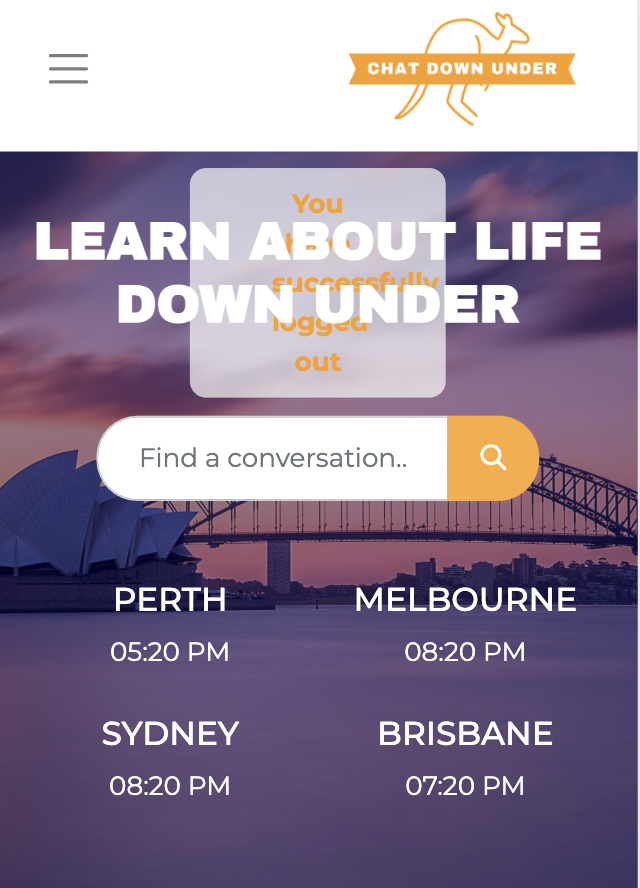 CHAT DOWN UNDER
You
LEARN ABOUT LIFE
successfully
DOWN UNDER
logged
out
Find a conversation..
PERTH
MELBOURNE
05:20 PM
08:20 PM
SYDNEY
BRISBANE
08:20 PM
07:20 PM